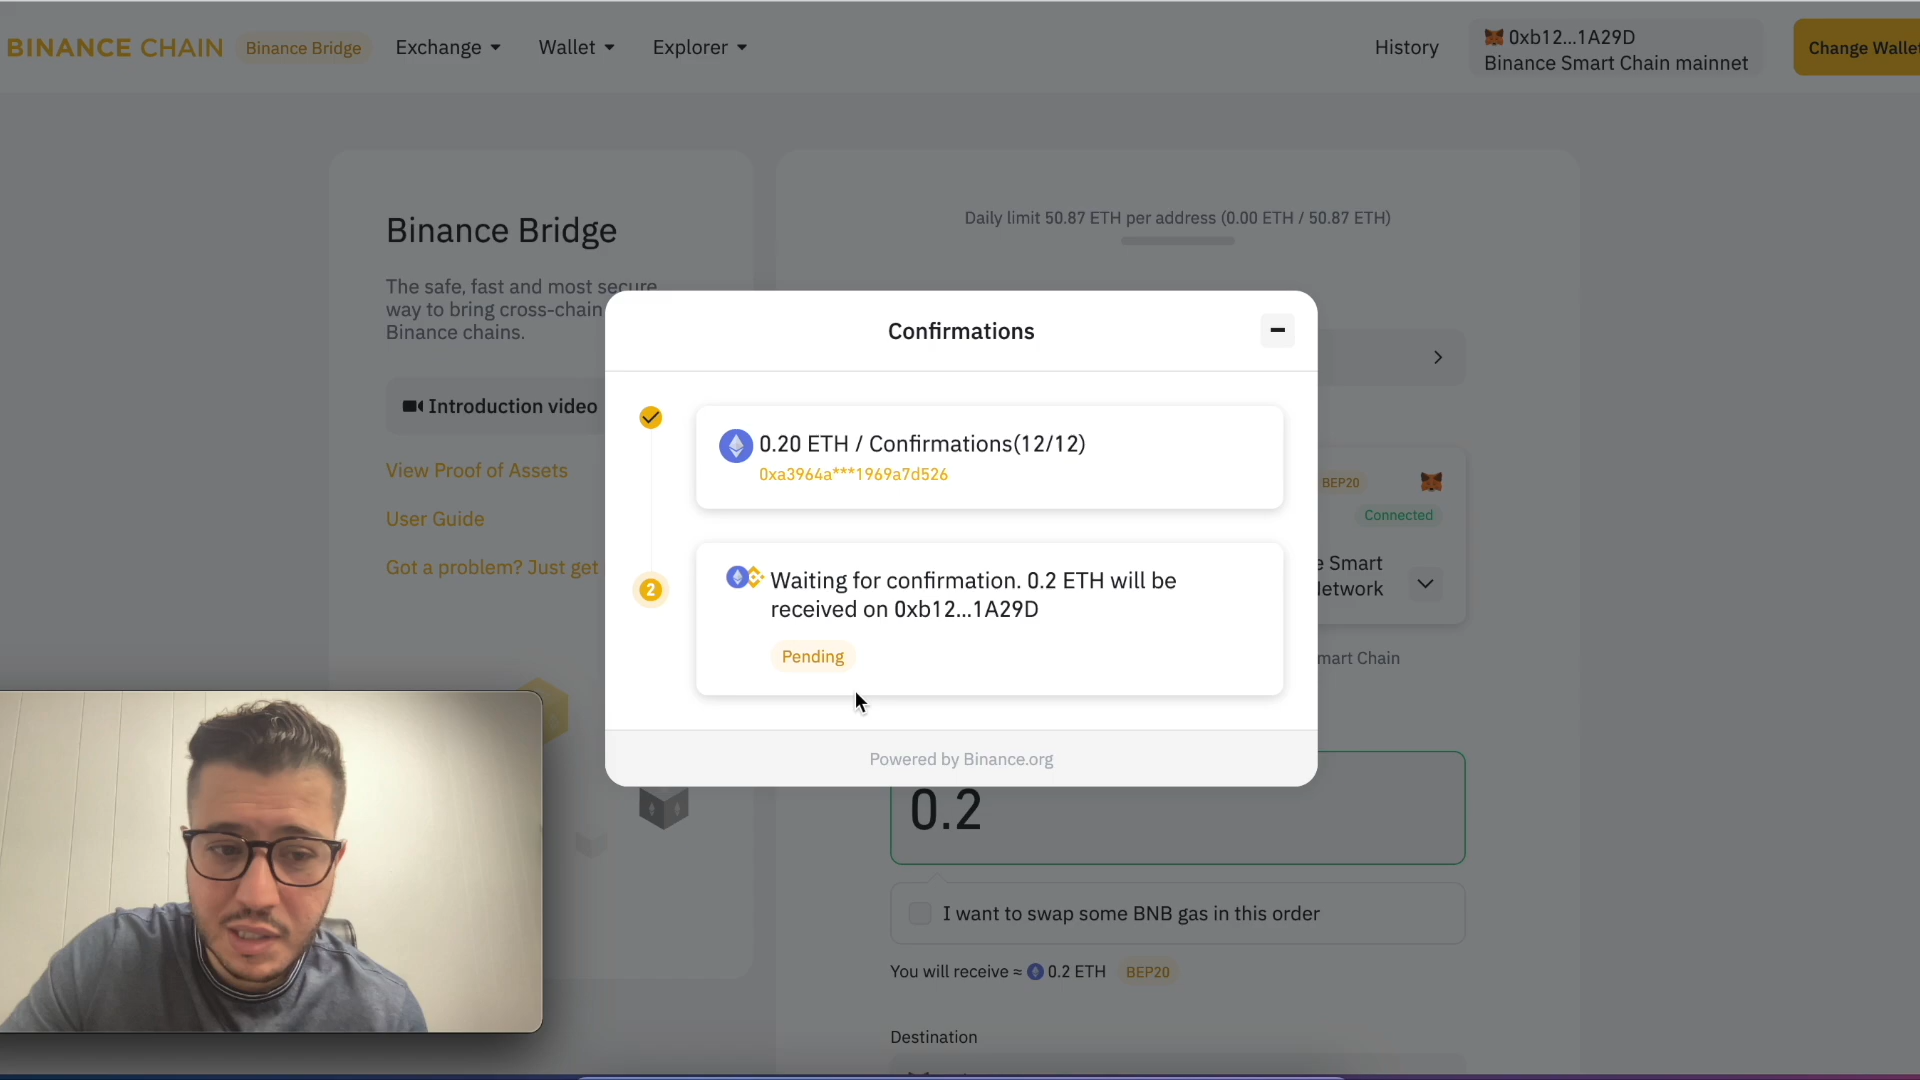 BINANCE CHAIN
Binance Bridge
Exchange
Wallet
Explorer
History
0xb12...1A29D
Binance Smart Chain mainnet
Change Wallet
Binance Bridge
The safe, fast and most secure
way to bring cross-chain
Binance chains.
Introduction video
View Proof of Assets
User Guide
Got a problem? Just get
Daily limit 50.87 ETH per address (0.00 ETH / 50.87 ETH)
Confirmations
0.20 ETH / Confirmations(12/12)
0xa3964a***1969a7d526
2
Waiting for confirmation. 0.2 ETH will be
received on 0xb12...1A29D
Pending
Powered by Binance.org
BEP20
Connected
e Smart
etwork
mart Chain
0.2
I want to swap some BNB gas in this order
You will receive ≈ 0.2 ETH BEP20
Destination